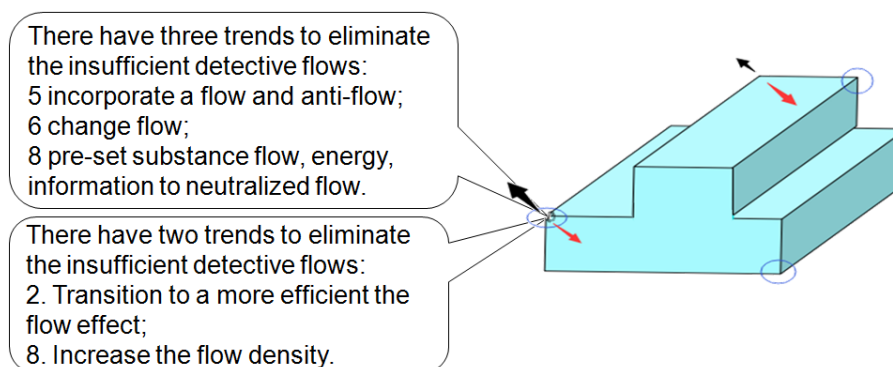 There have three trends to eliminate
the insufficient detective flows:
5 incorporate a flow and anti-flow;
6 change flow;
8 pre-set substance flow, energy,
information to neutralized flow.
There have two trends to eliminate
the insufficient detective flows:
2. Transition to a more efficient the
flow effect;
8. Increase the flow density.